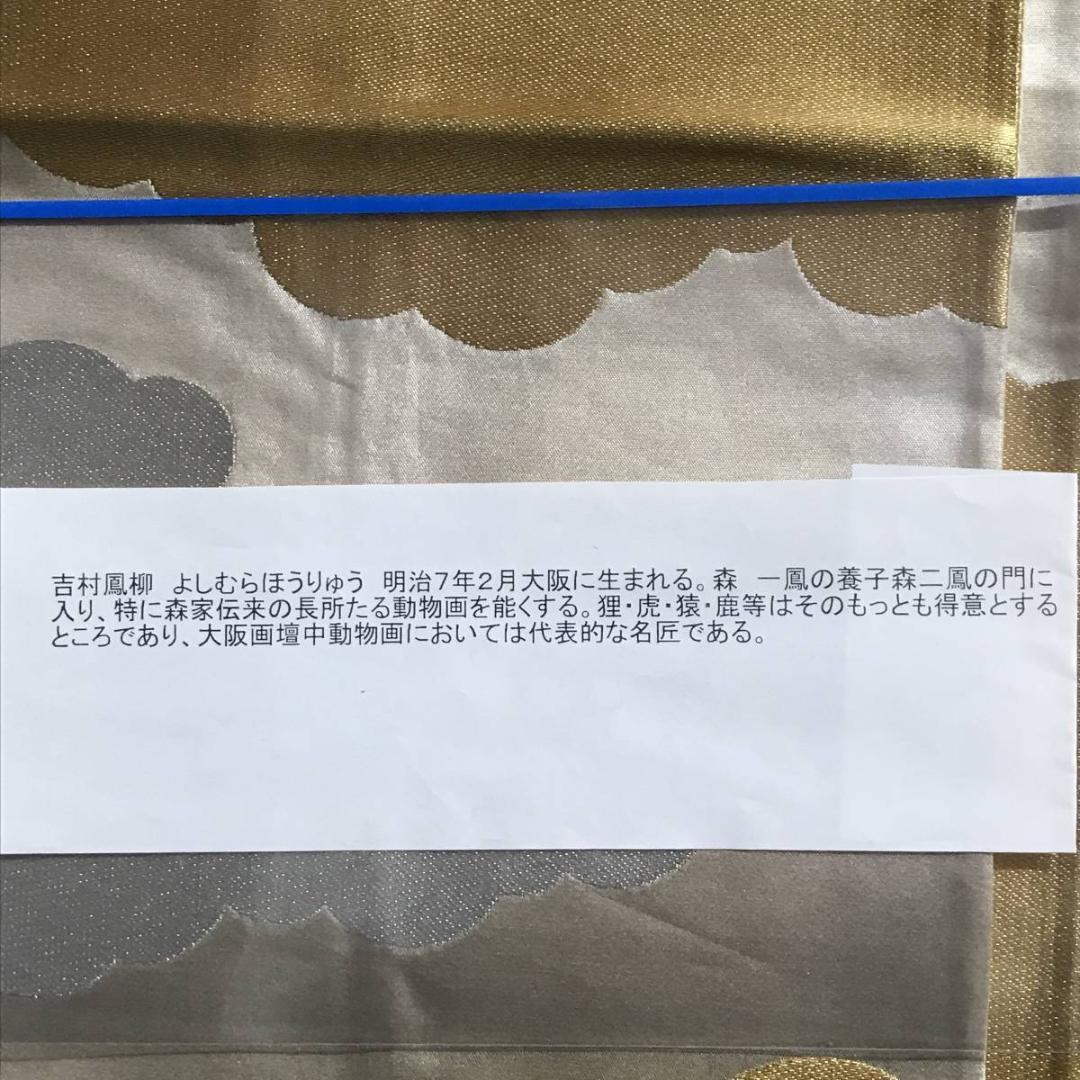 吉村鳳柳　よしむらほうりゅう　明治7年2月大阪に生まれる。森　一鳳の養子森二鳳の門に
入り、特に森家伝来の長所たる動物画を能くする。狸・虎・猿・鹿等はそのもっとも得意とする
ところであり、大阪画壇中動物画においては代表的な名匠である。